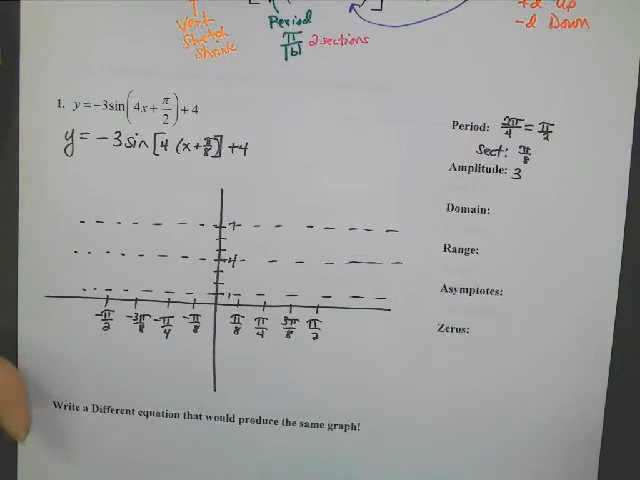 +d Up
Vert Period -d Down
Stretch π/|b| 2 sections
Shrink
1. y=-3sin(4x+π/2)+4
y = -3 sin [4 (x+π/8)] +4
Period: 2π/4 = π/2
Sect: π/8
Amplitude: 3
Domain:
7
Range:
4
Asymptotes:
1
-π/2 -3π/8 -π/4 -π/8 π/8 π/4 3π/8 π/2
Zeros:
Write a Different equation that would produce the same graph!